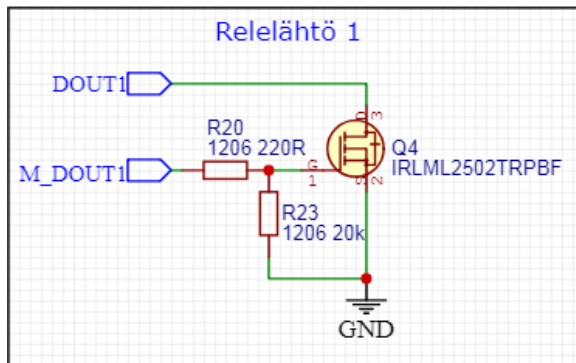 Relelähtö 1
DOUT1
D
3
R20
1206 220R
Q4
IRLML2502TRPBF
M_DOUT1
G
1
S
2
R23
1206 20k
GND